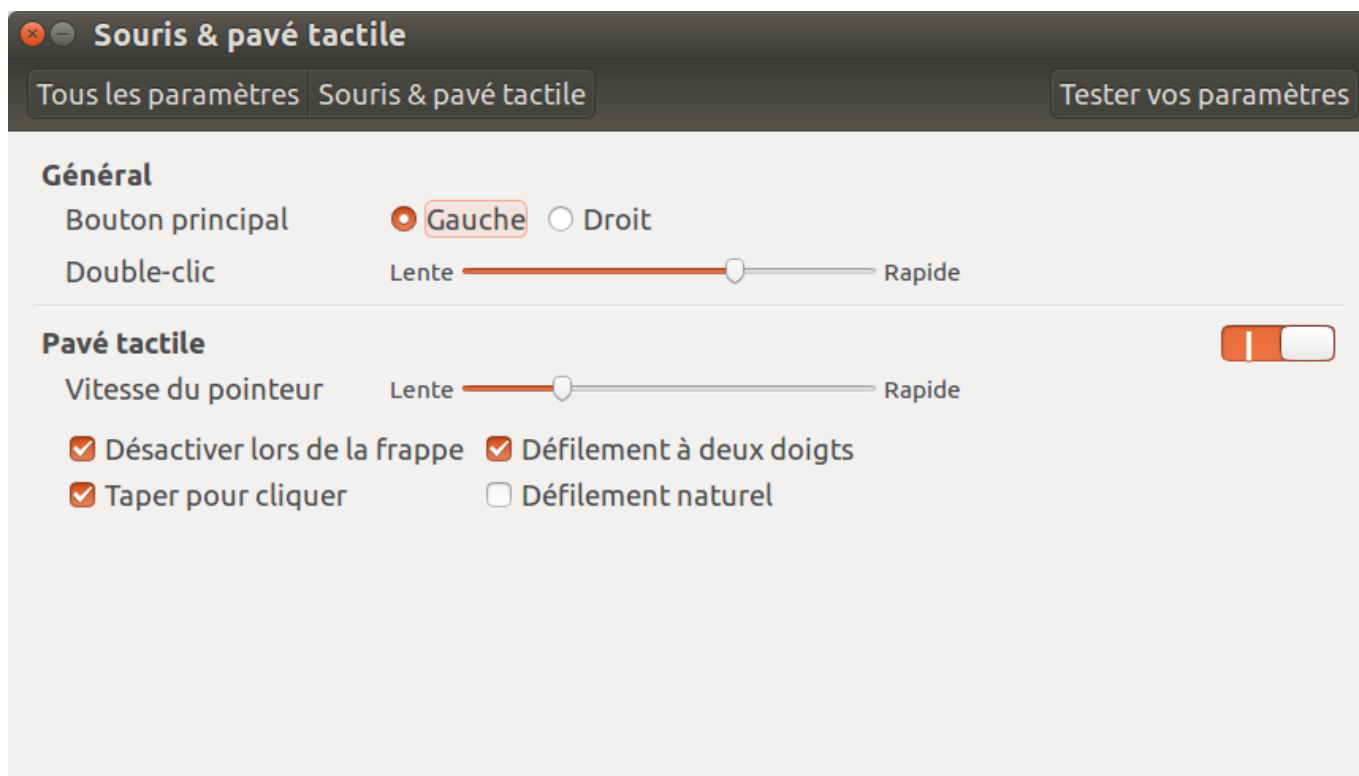 Souris & pavé tactile
Tous les paramètres Souris & pavé tactile Tester vos paramètres
Général
Bouton principal Gauche Droit
Double-clic Lente Rapide
Pavé tactile
Vitesse du pointeur Lente Rapide
Désactiver lors de la frappe Défilement à deux doigts
Taper pour cliquer Défilement naturel